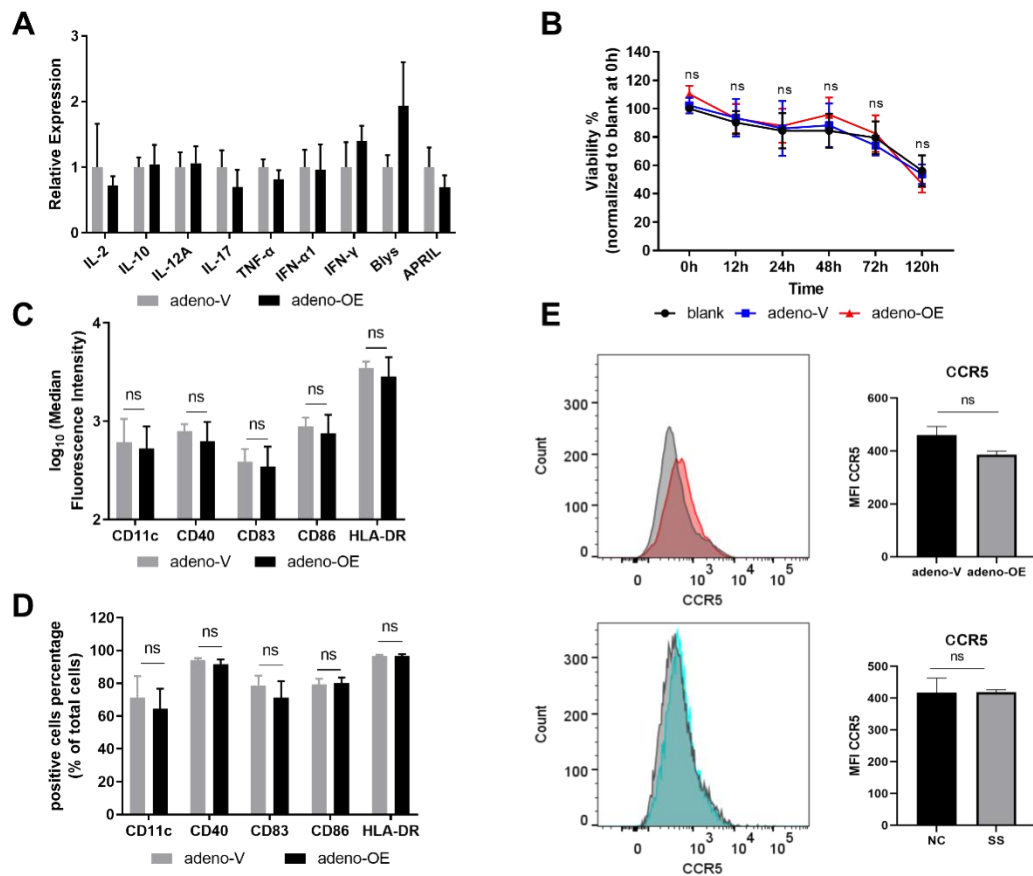 A
Relative Expression
3
2
1
0
IL-2
IL-10
IL-12A
IL-17
TNF-α
IFN-α1
IFN-γ
Blys
APRIL
adeno-V
adeno-OE
B
Viability %
(normalized to blank at 0h)
140
120
100
80
60
40
20
0
ns
ns
ns
ns
ns
ns
0h
12h
24h
48h
72h
120h
Time
blank
adeno-V
adeno-OE
C
log10 (Median
Fluorescence Intensity)
4
3
2
ns
ns
ns
ns
ns
CD11c
CD40
CD83
CD86
HLA-DR
adeno-V
adeno-OE
D
positive cells percentage
(% of total cells)
120
100
80
60
40
20
0
ns
ns
ns
ns
ns
CD11c
CD40
CD83
CD86
HLA-DR
adeno-V
adeno-OE
E
Count
300
200
100
0
0
10^3
10^4
10^5
CCR5
CCR5
MFI CCR5
600
400
200
0
ns
adeno-V
adeno-OE
Count
300
200
100
0
0
10^3
10^4
10^5
CCR5
CCR5
MFI CCR5
500
400
300
200
100
0
ns
NC
SS